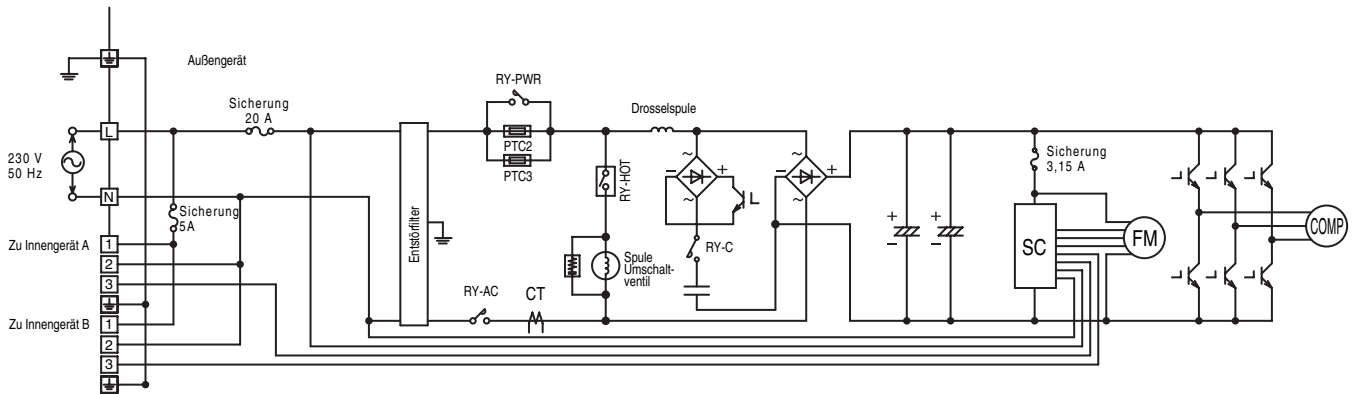 Außengerät
RY-PWR
Sicherung
20 A
Drosselspule
L
PTC2
PTC3
230 V
50 Hz
~
~
Sicherung
3,15 A
RY-HOT
−
+
−
+
N
~
~
Sicherung
5A
Entstörfilter
+
−
+
−
COMP
Zu Innengerät A
1
RY-C
SC
FM
2
Spule
Umschalt-
ventil
3
RY-AC
CT
Zu Innengerät B
1
2
3